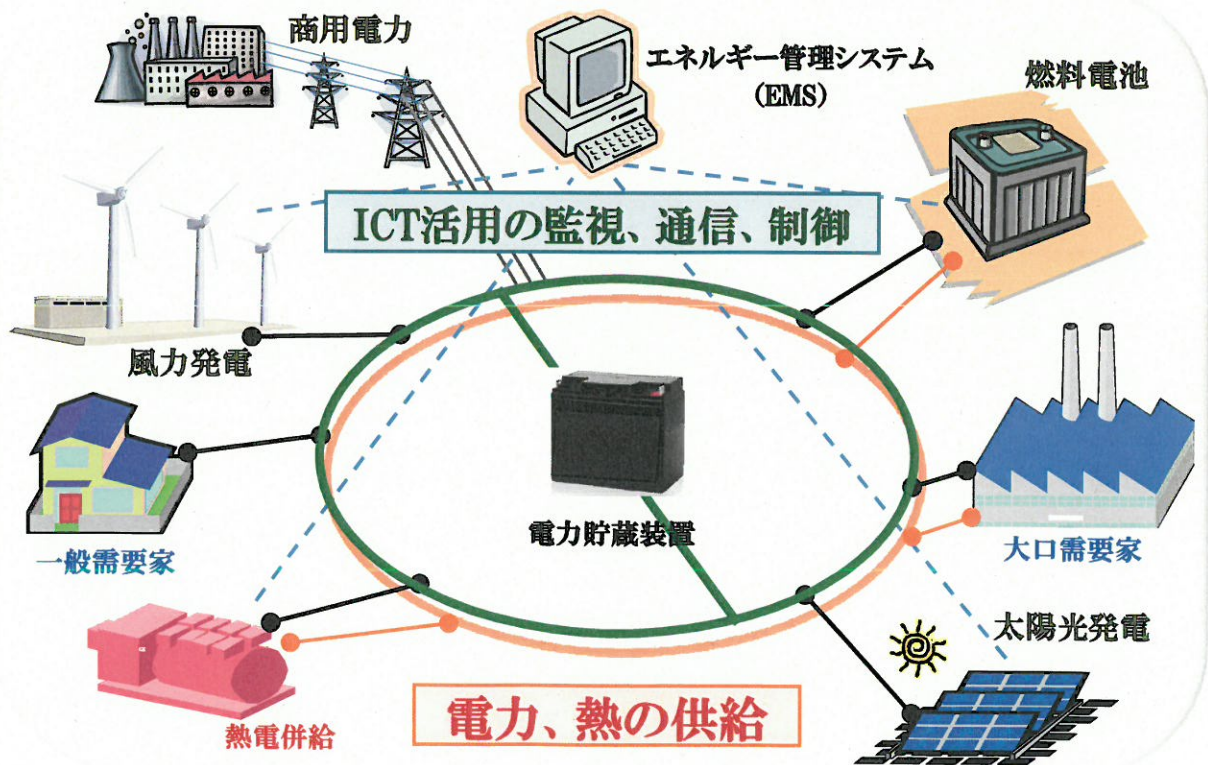 商用電力
エネルギー管理システム
(EMS)
燃料電池
ICT活用の監視、通信、制御
風力発電
電力貯蔵装置
一般需要家
大口需要家
太陽光発電
熱電併給
電力、熱の供給